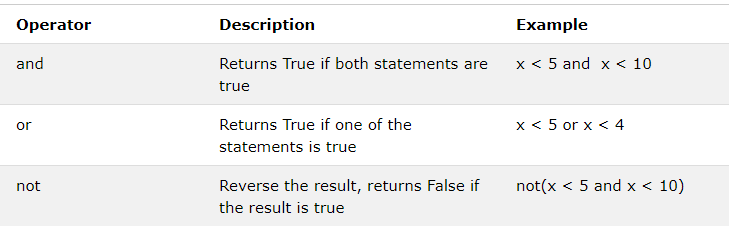 Operator Description Example
and Returns True if both statements are x < 5 and  x < 10
true
or Returns True if one of the x < 5 or x < 4
statements is true
not Reverse the result, returns False if not(x < 5 and x < 10)
the result is true